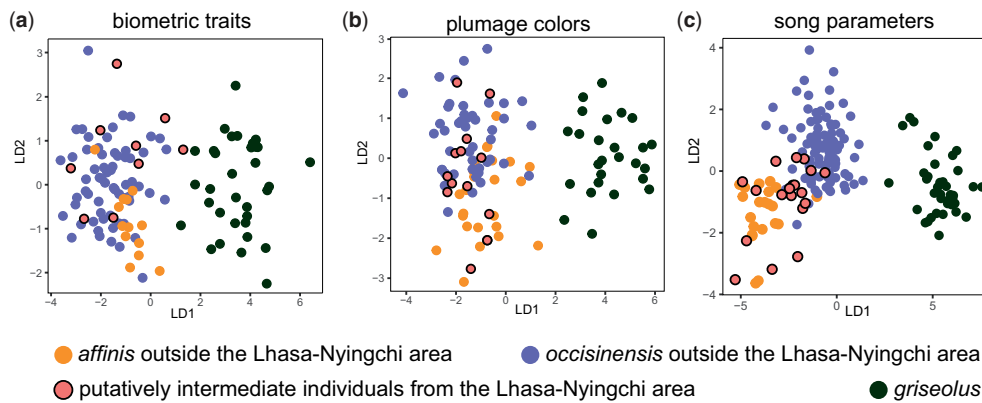 (a) biometric traits
(b) plumage colors
(c) song parameters
LD2
3
2
1
0
−1
−2
−4 −2 0 2 4 6
LD1
LD2
3
2
1
0
−1
−2
−3
−4 −2 0 2 4 6
LD1
LD2
4
2
0
−2
−4
−5 0 5
LD1
affinis outside the Lhasa-Nyingchi area
occisinensis outside the Lhasa-Nyingchi area
putatively intermediate individuals from the Lhasa-Nyingchi area
griseolus